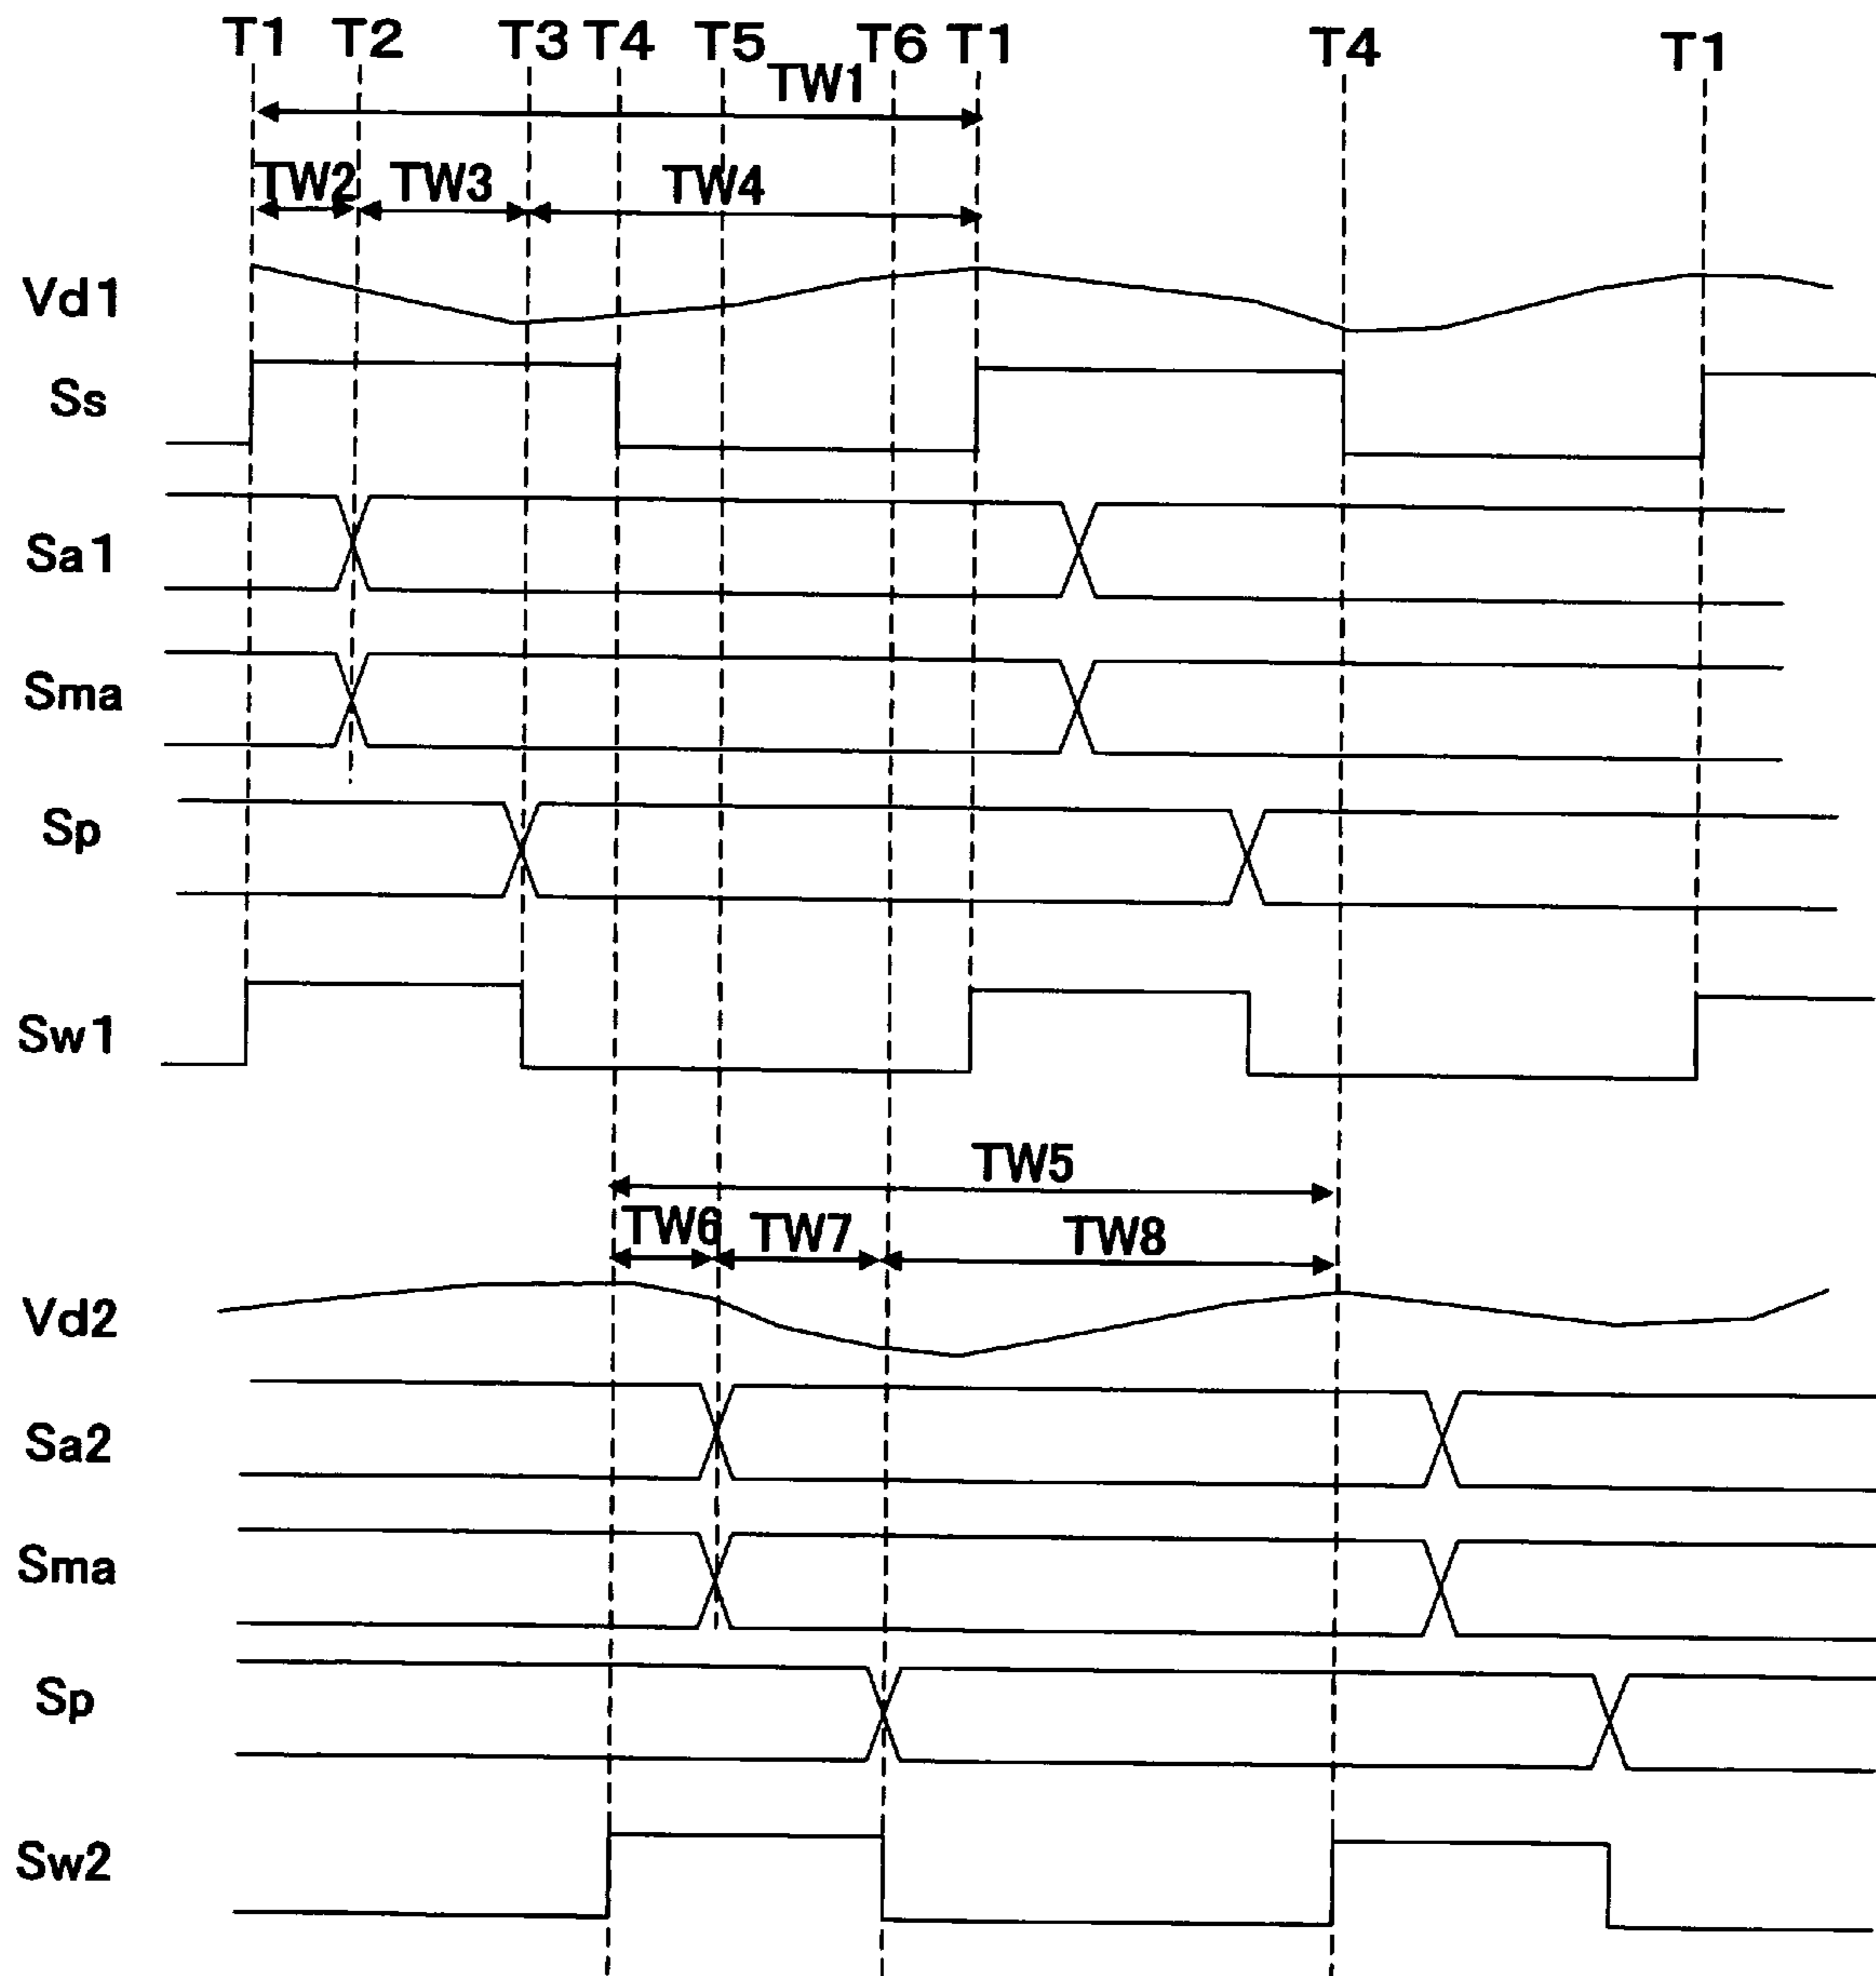 T1 T2 T3 T4 T5 T6 T1 T4 T1
TW1
TW2 TW3 TW4
Vd1
Ss
Sa1
Sma
Sp
Sw1
TW5
TW6 TW7 TW8
Vd2
Sa2
Sma
Sp
Sw2